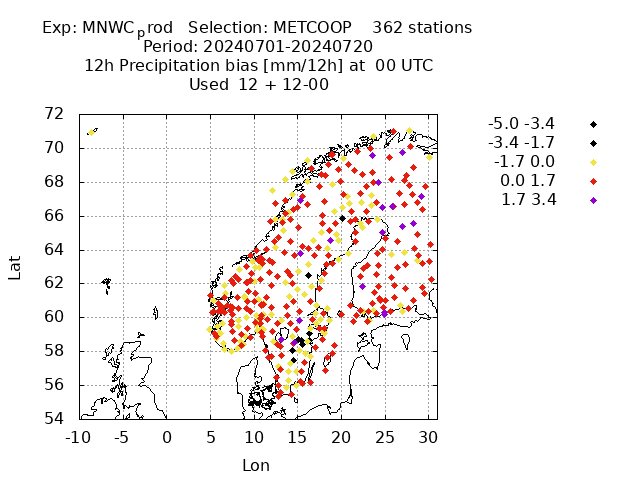 Exp: MNWCprod   Selection: METCOOP    362 stations
Period: 20240701-20240720
12h Precipitation bias [mm/12h] at  00 UTC
Used  12 + 12-00
-5.0 -3.4
-3.4 -1.7
-1.7 0.0
0.0 1.7
1.7 3.4
72
70
68
66
64
62
60
58
56
54
Lat
-10 -5 0 5 10 15 20 25 30
Lon